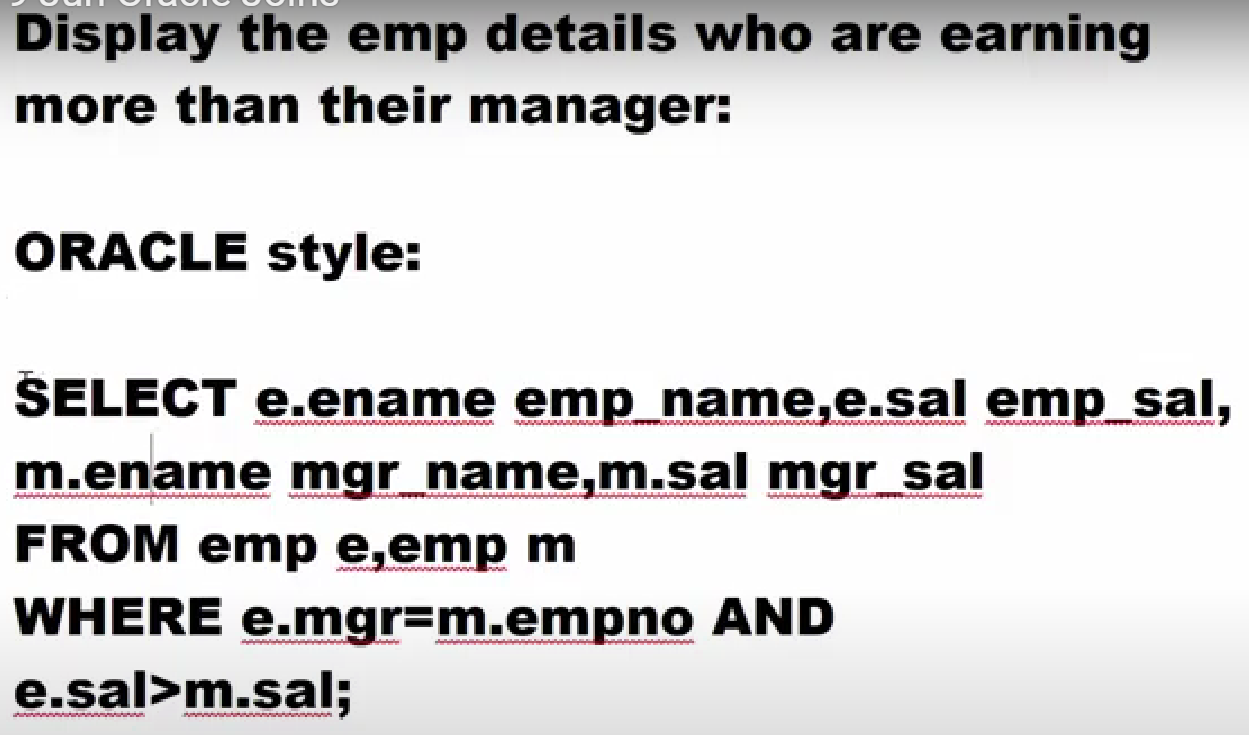 Display the emp details who are earning
more than their manager:
ORACLE style:
SELECT e.ename emp_name,e.sal emp_sal,
m.ename mgr_name,m.sal mgr_sal
FROM emp e,emp m
WHERE e.mgr=m.empno AND
e.sal>m.sal;